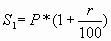 S₁= P*(1+ r/100)